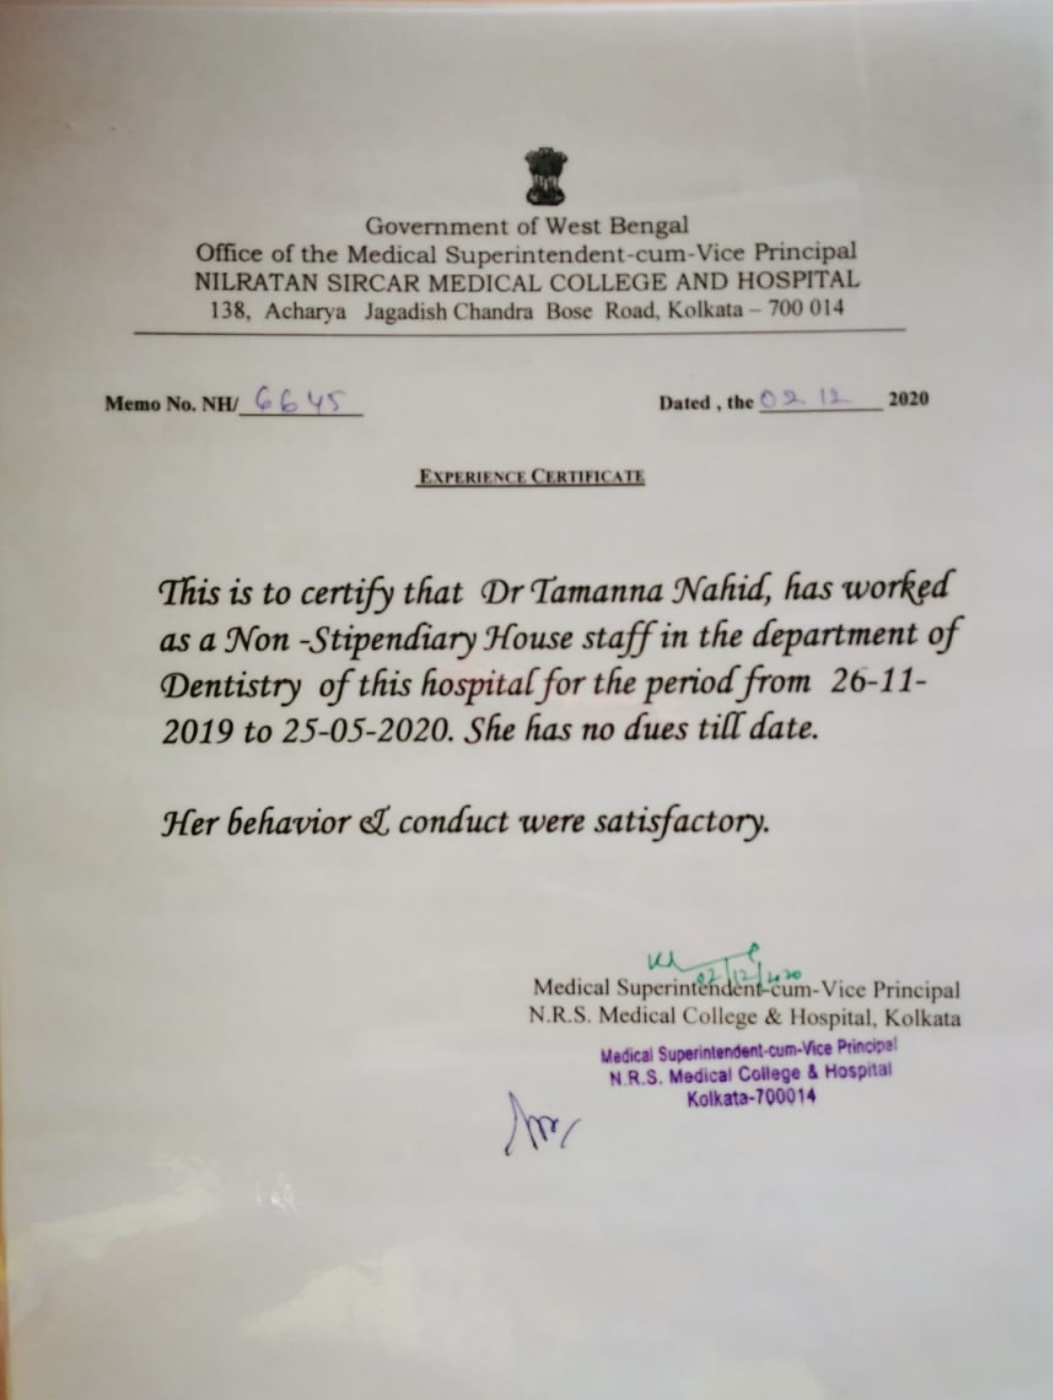 Government of West Bengal
Office of the Medical Superintendent-cum-Vice Principal
NILRATAN SIRCAR MEDICAL COLLEGE AND HOSPITAL
138, Acharya Jagadish Chandra Bose Road, Kolkata – 700 014
Memo No. NH/ 6645 Dated , the 02 12 2020
EXPERIENCE CERTIFICATE
This is to certify that Dr Tamanna Nahid, has worked
as a Non -Stipendiary House staff in the department of
Dentistry of this hospital for the period from 26-11-
2019 to 25-05-2020. She has no dues till date.
Her behavior & conduct were satisfactory.
02/12/2020
Medical Superintendent-cum-Vice Principal
N.R.S. Medical College & Hospital, Kolkata
Medical Superintendent-cum-Vice Principal
N.R.S. Medical College & Hospital
Kolkata-700014